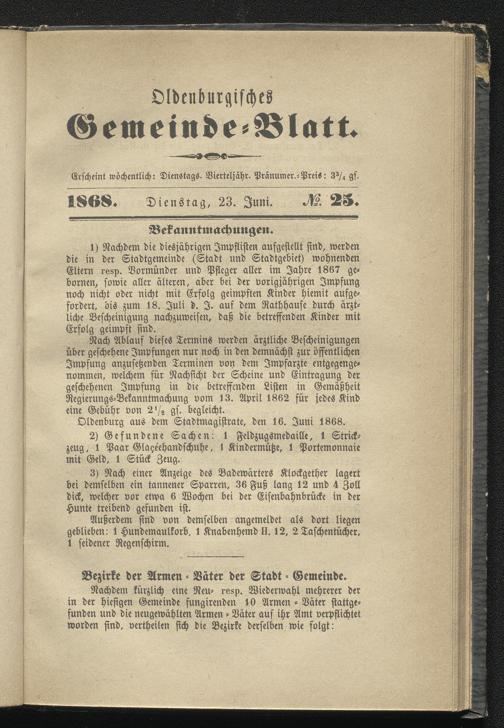 Oldenburgisches
Gemeinde-Blatt.
Erscheint wöchentlich: Dienstags. Vierteljähr. Pränumer.-Preis: 3¾ gs.
1868. Dienstag, 23. Juni. № 25.
Bekanntmachungen.
1) Nachdem die diesjährigen Impflisten aufgestellt sind, werden
die in der Stadtgemeinde (Stadt und Stadtgebiet) wohnenden
Eltern resp. Vormünder und Pfleger aller im Jahre 1867 ge-
bornen, sowie aller älteren, aber bei der vorigjährigen Impfung
noch nicht oder nicht mit Erfolg geimpften Kinder hiemit aufge-
fordert, bis zum 18. Juli d. J. auf dem Rathhause durch ärzt-
liche Bescheinigung nachzuweisen, daß die betreffenden Kinder mit
Erfolg geimpft sind.
Nach Ablauf dieses Termins werden ärztliche Bescheinigungen
über geschehene Impfungen nur noch in den demnächst zur öffentlichen
Impfung anzusetzenden Terminen von dem Impfarzte entgegenge-
nommen, welchem für Nachsicht der Scheine und Eintragung der
geschehenen Impfung in die betreffenden Listen in Gemäßheit
Regierungs-Bekanntmachung vom 13. April 1862 für jedes Kind
eine Gebühr von 2½ gs. begleicht.
Oldenburg aus dem Stadtmagistrate, den 16. Juni 1868.
2) Gefundene Sachen: 1 Feldzugsmedaille, 1 Strick-
zeug, 1 Paar Glazéehandschuhe, 1 Kindermütze, 1 Portemonnaie
mit Geld, 1 Stück Zeug.
3) Nach einer Anzeige des Badewärters Klockgether lagert
bei demselben ein tannener Sparren, 36 Fuß lang 12 und 4 Zoll
dick, welcher vor etwa 6 Wochen bei der Eisenbahnbrücke in der
Hunte treibend gefunden ist.
Außerdem sind von demselben angemeldet als dort liegen
geblieben: 1 Hundemaulkorb, 1 Knabenhemd H. 12, 2 Taschentücher,
1 seidener Regenschirm.
Bezirke der Armen-Väter der Stadt-Gemeinde.
Nachdem kürzlich eine Neu- resp. Wiederwahl mehrerer der
in der hiesigen Gemeinde fungirenden 10 Armen-Väter stattge-
funden und die neugewählten Armen-Väter auf ihr Amt verpflichtet
worden sind, vertheilen sich die Bezirke derselben wie folgt: